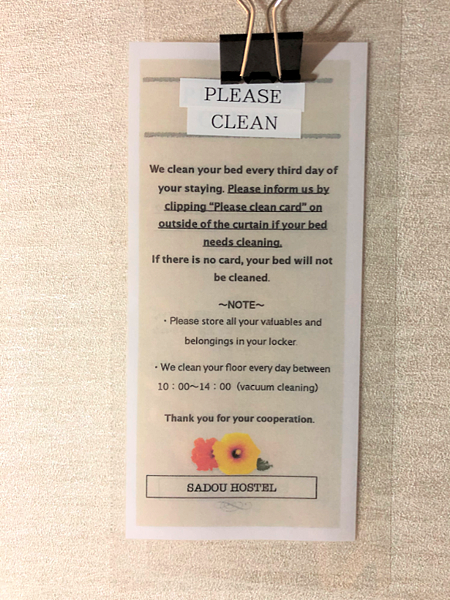 PLEASE
CLEAN
We clean your bed every third day of
your staying. Please inform us by
clipping “Please clean card” on
outside of the curtain if your bed
needs cleaning.
If there is no card, your bed will not
be cleaned.
～NOTE～
・Please store all your valuables and
belongings in your locker.
・We clean your floor every day between
10：00～14：00（vacuum cleaning）
Thank you for your cooperation.
SADOU HOSTEL